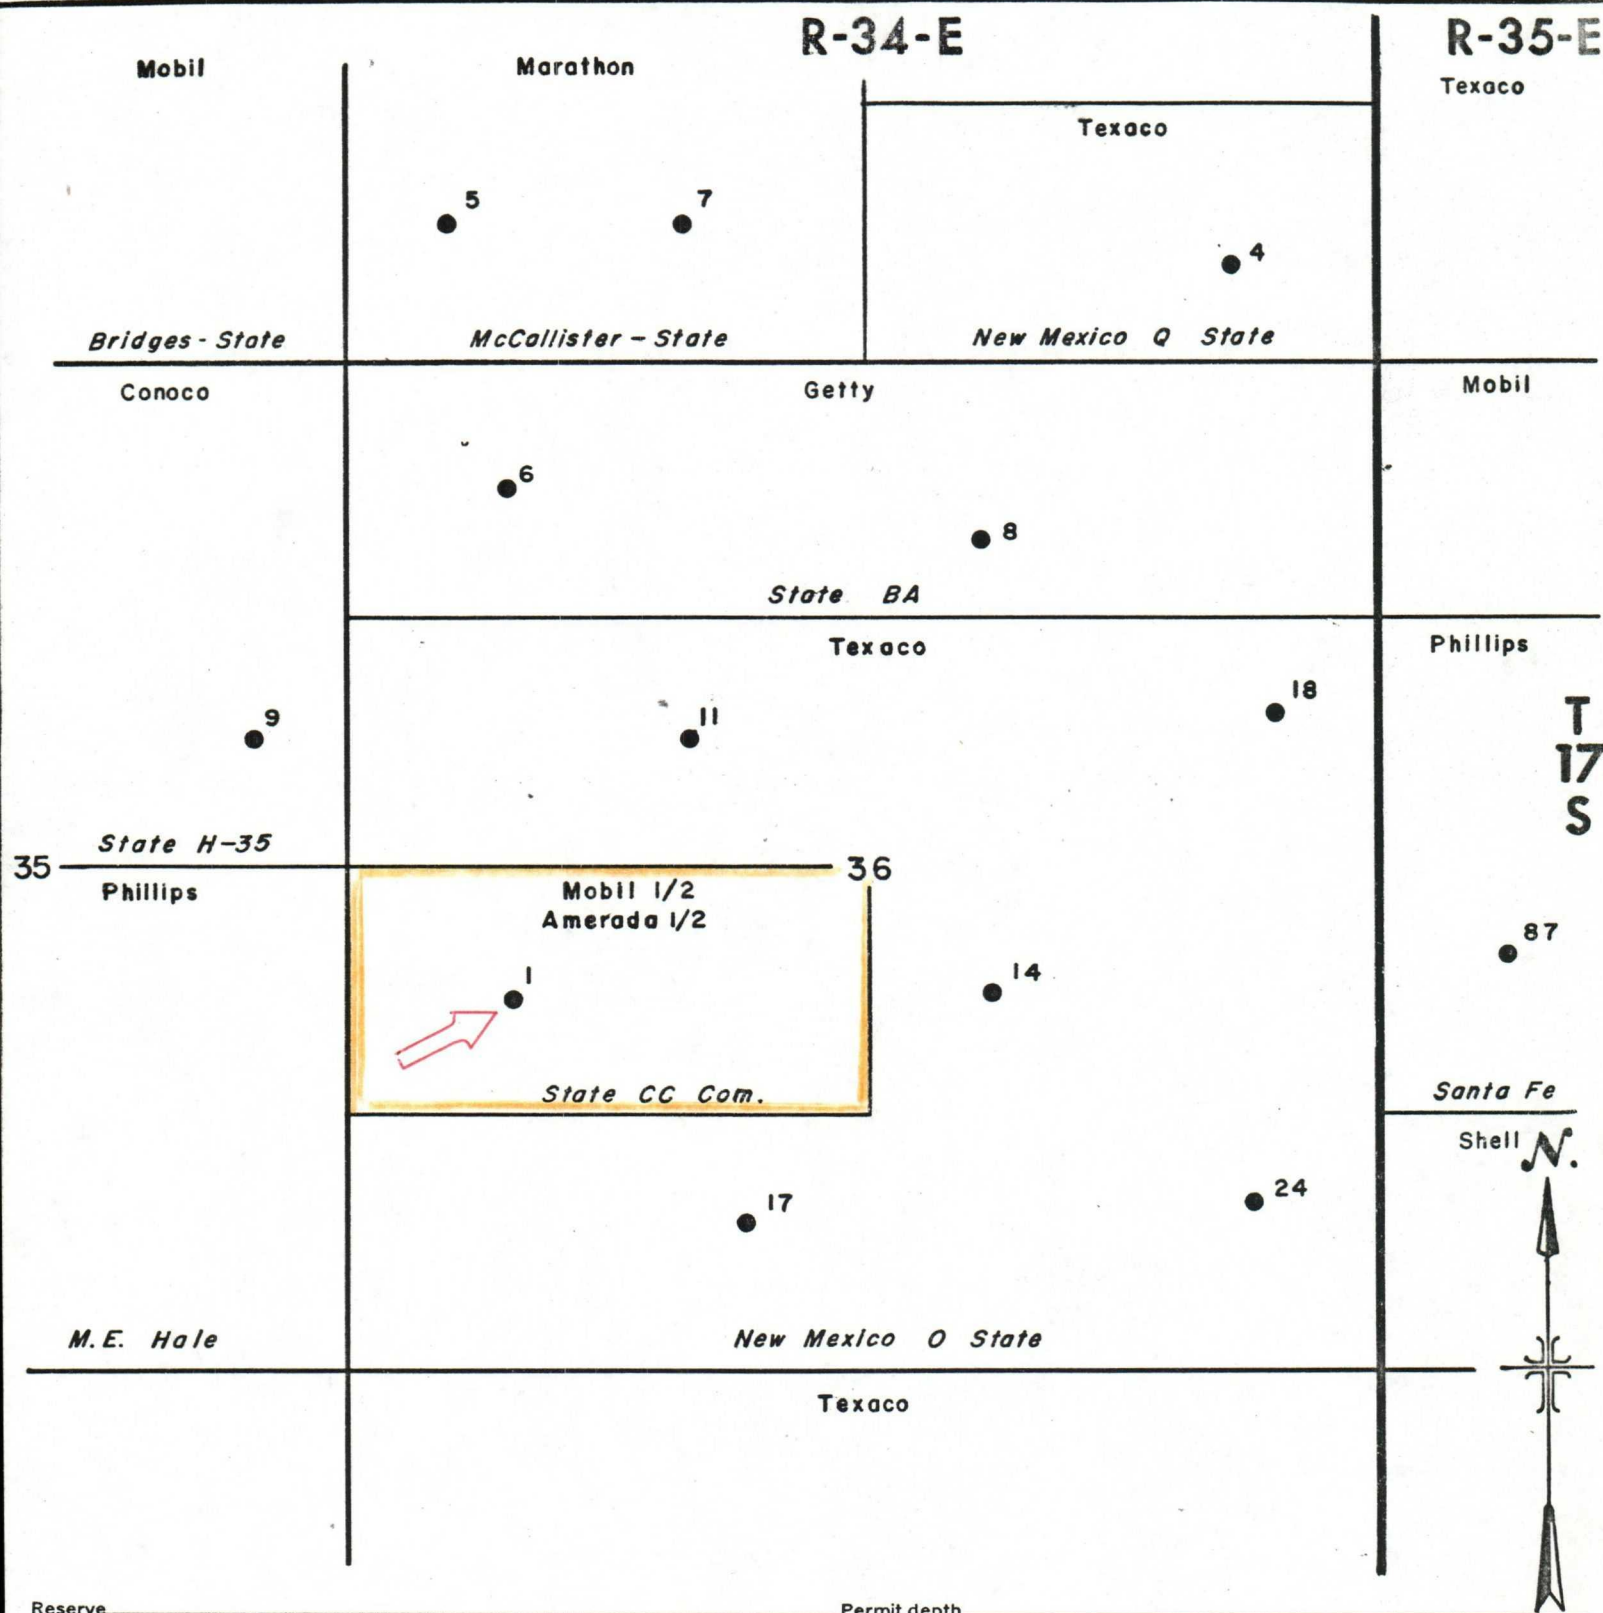 R-34-E
R-35-E
Mobil
Marathon
Texaco
Texaco
5
7
4
Bridges - State
McCallister - State
New Mexico Q State
Conoco
Getty
Mobil
6
8
State BA
Texaco
Phillips
18
T
17
S
9
11
State H-35
35
36
Phillips
Mobil 1/2
Amerada 1/2
87
1
14
State CC Com.
Santa Fe
Shell
N.
17
24
M.E. Hale
New Mexico O State
Texaco
Reserve
Permit depth